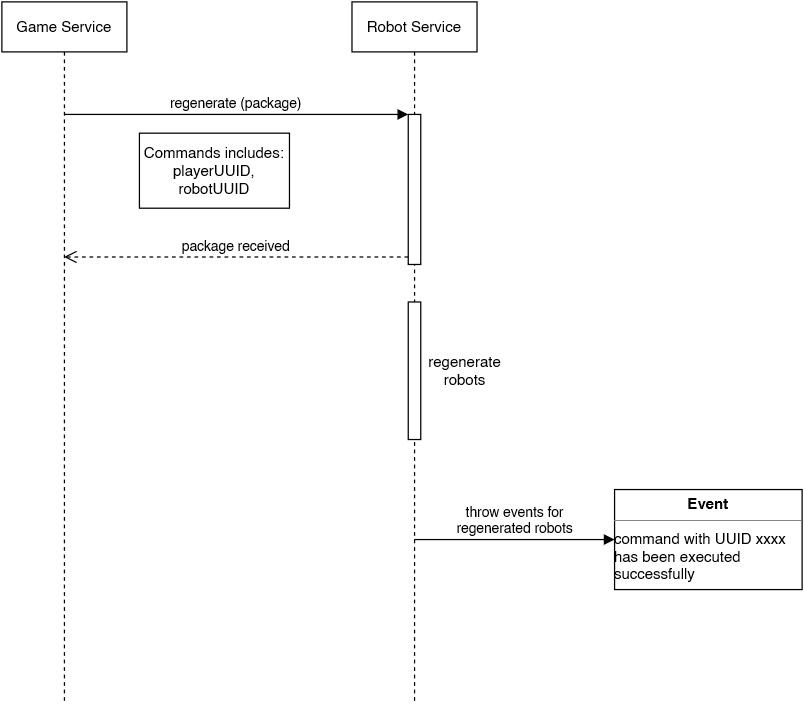 Game Service
Robot Service
regenerate (package)
Commands includes:
playerUUID,
robotUUID
package received
regenerate
robots
throw events for
regenerated robots
Event
command with UUID xxxx
has been executed
successfully